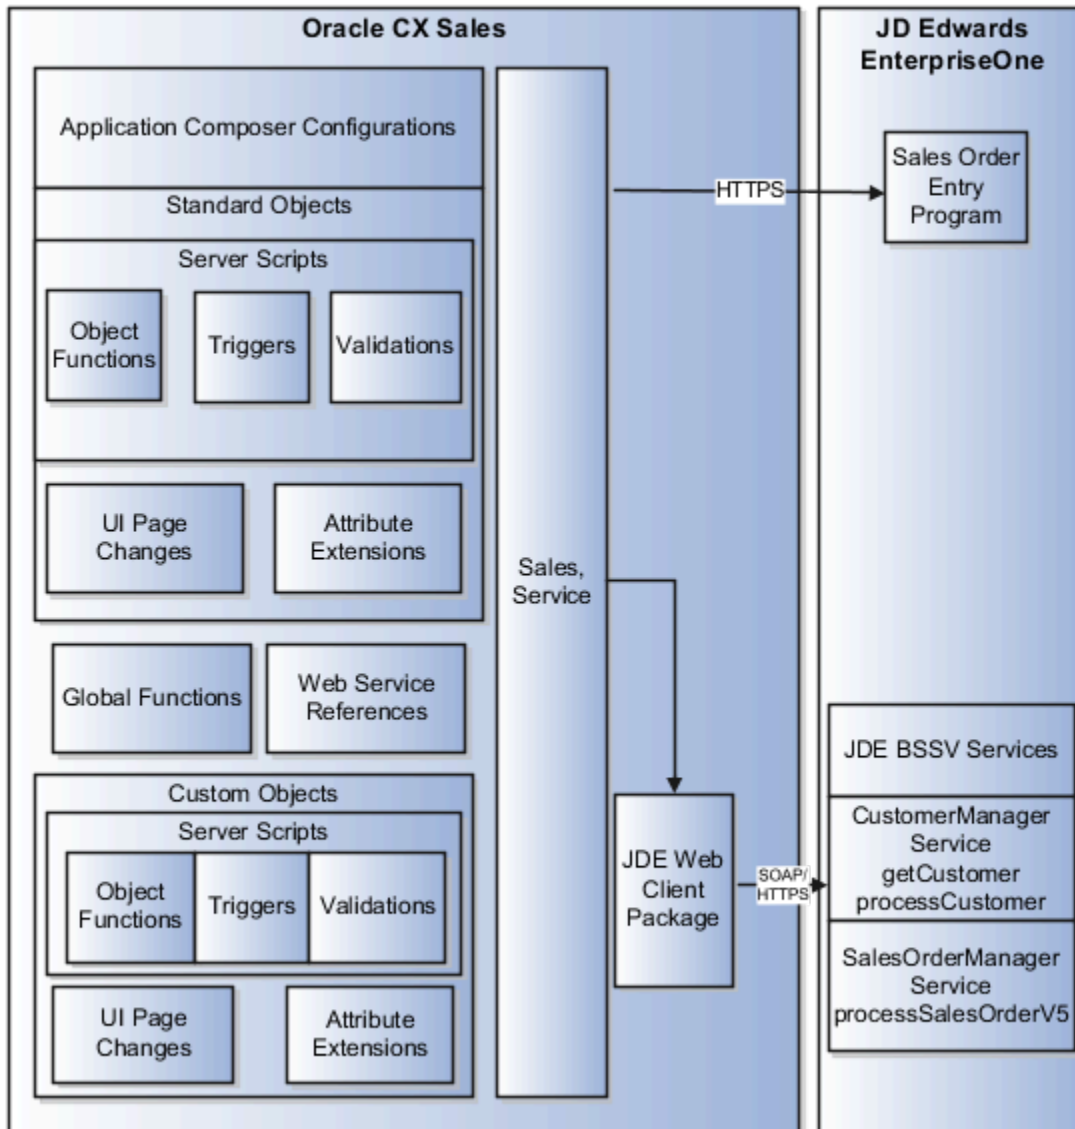 Oracle CX Sales
Application Composer Configurations
Standard Objects
Server Scripts
Object
Functions
Triggers
Validations
UI Page
Changes
Attribute
Extensions
Global Functions
Web Service
References
Custom Objects
Server Scripts
Object
Functions
Triggers
Validations
UI Page
Changes
Attribute
Extensions
Sales,
Service
JDE Web
Client
Package
HTTPS
SOAP/
HTTPS
JD Edwards
EnterpriseOne
Sales Order
Entry
Program
JDE BSSV Services
CustomerManager
Service
getCustomer
processCustomer
SalesOrderManager
Service
processSalesOrderV5